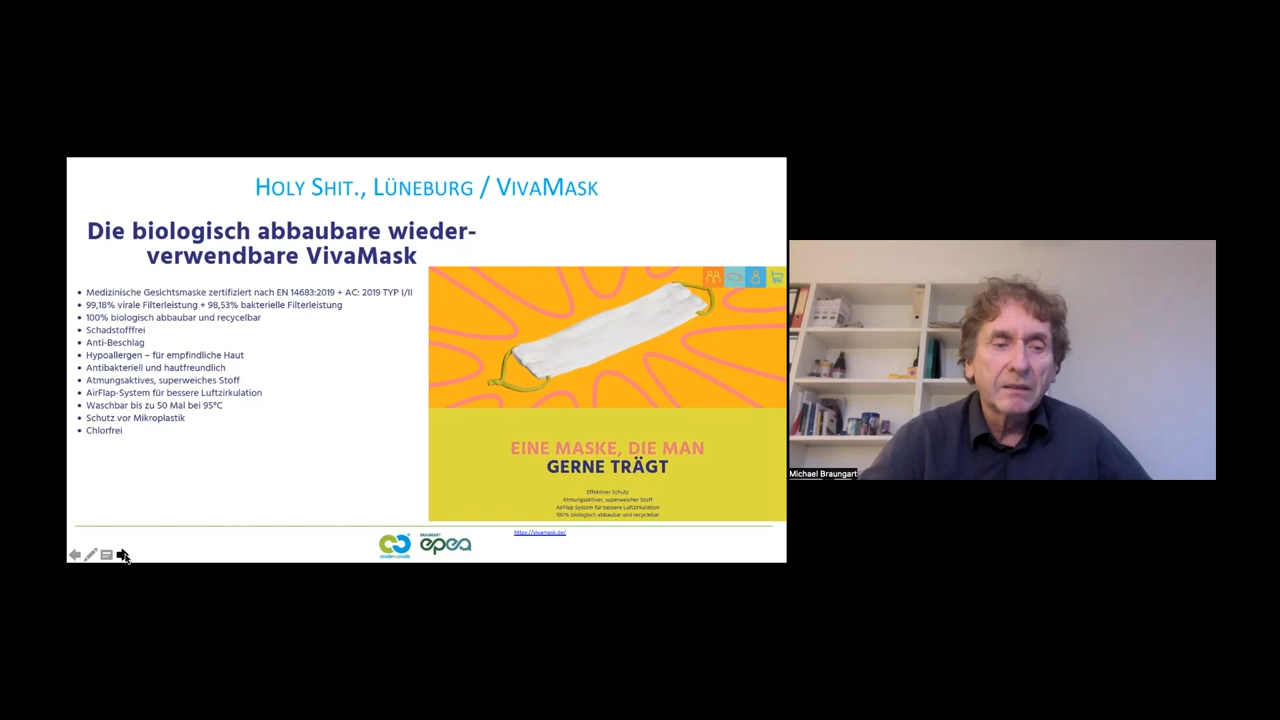 HOLY SHIT., LÜNEBURG / VIVAMASK
Die biologisch abbaubare wieder-
verwendbare VivaMask
• Medizinische Gesichtsmaske zertifiziert nach EN 14683:2019 + AC: 2019 TYP I/II
• 99,18% virale Filterleistung + 98,53% bakterielle Filterleistung
• 100% biologisch abbaubar und recycelbar
• Schadstofffrei
• Anti-Beschlag
• Hypoallergen – für empfindliche Haut
• Antibakteriell und hautfreundlich
• Atmungsaktives, superweiches Stoff
• AirFlap-System für bessere Luftzirkulation
• Waschbar bis zu 50 Mal bei 95°C
• Schutz vor Mikroplastik
• Chlorfrei
EINE MASKE, DIE MAN
GERNE TRÄGT
Effektiver Schutz
Atmungsaktiver, superweicher Stoff
AirFlap System für bessere Luftzirkulation
100% biologisch abbaubar und recyclebar
https://vivamask.de/
cradletocradle
BRAUNGART
epea
Michael Braungart